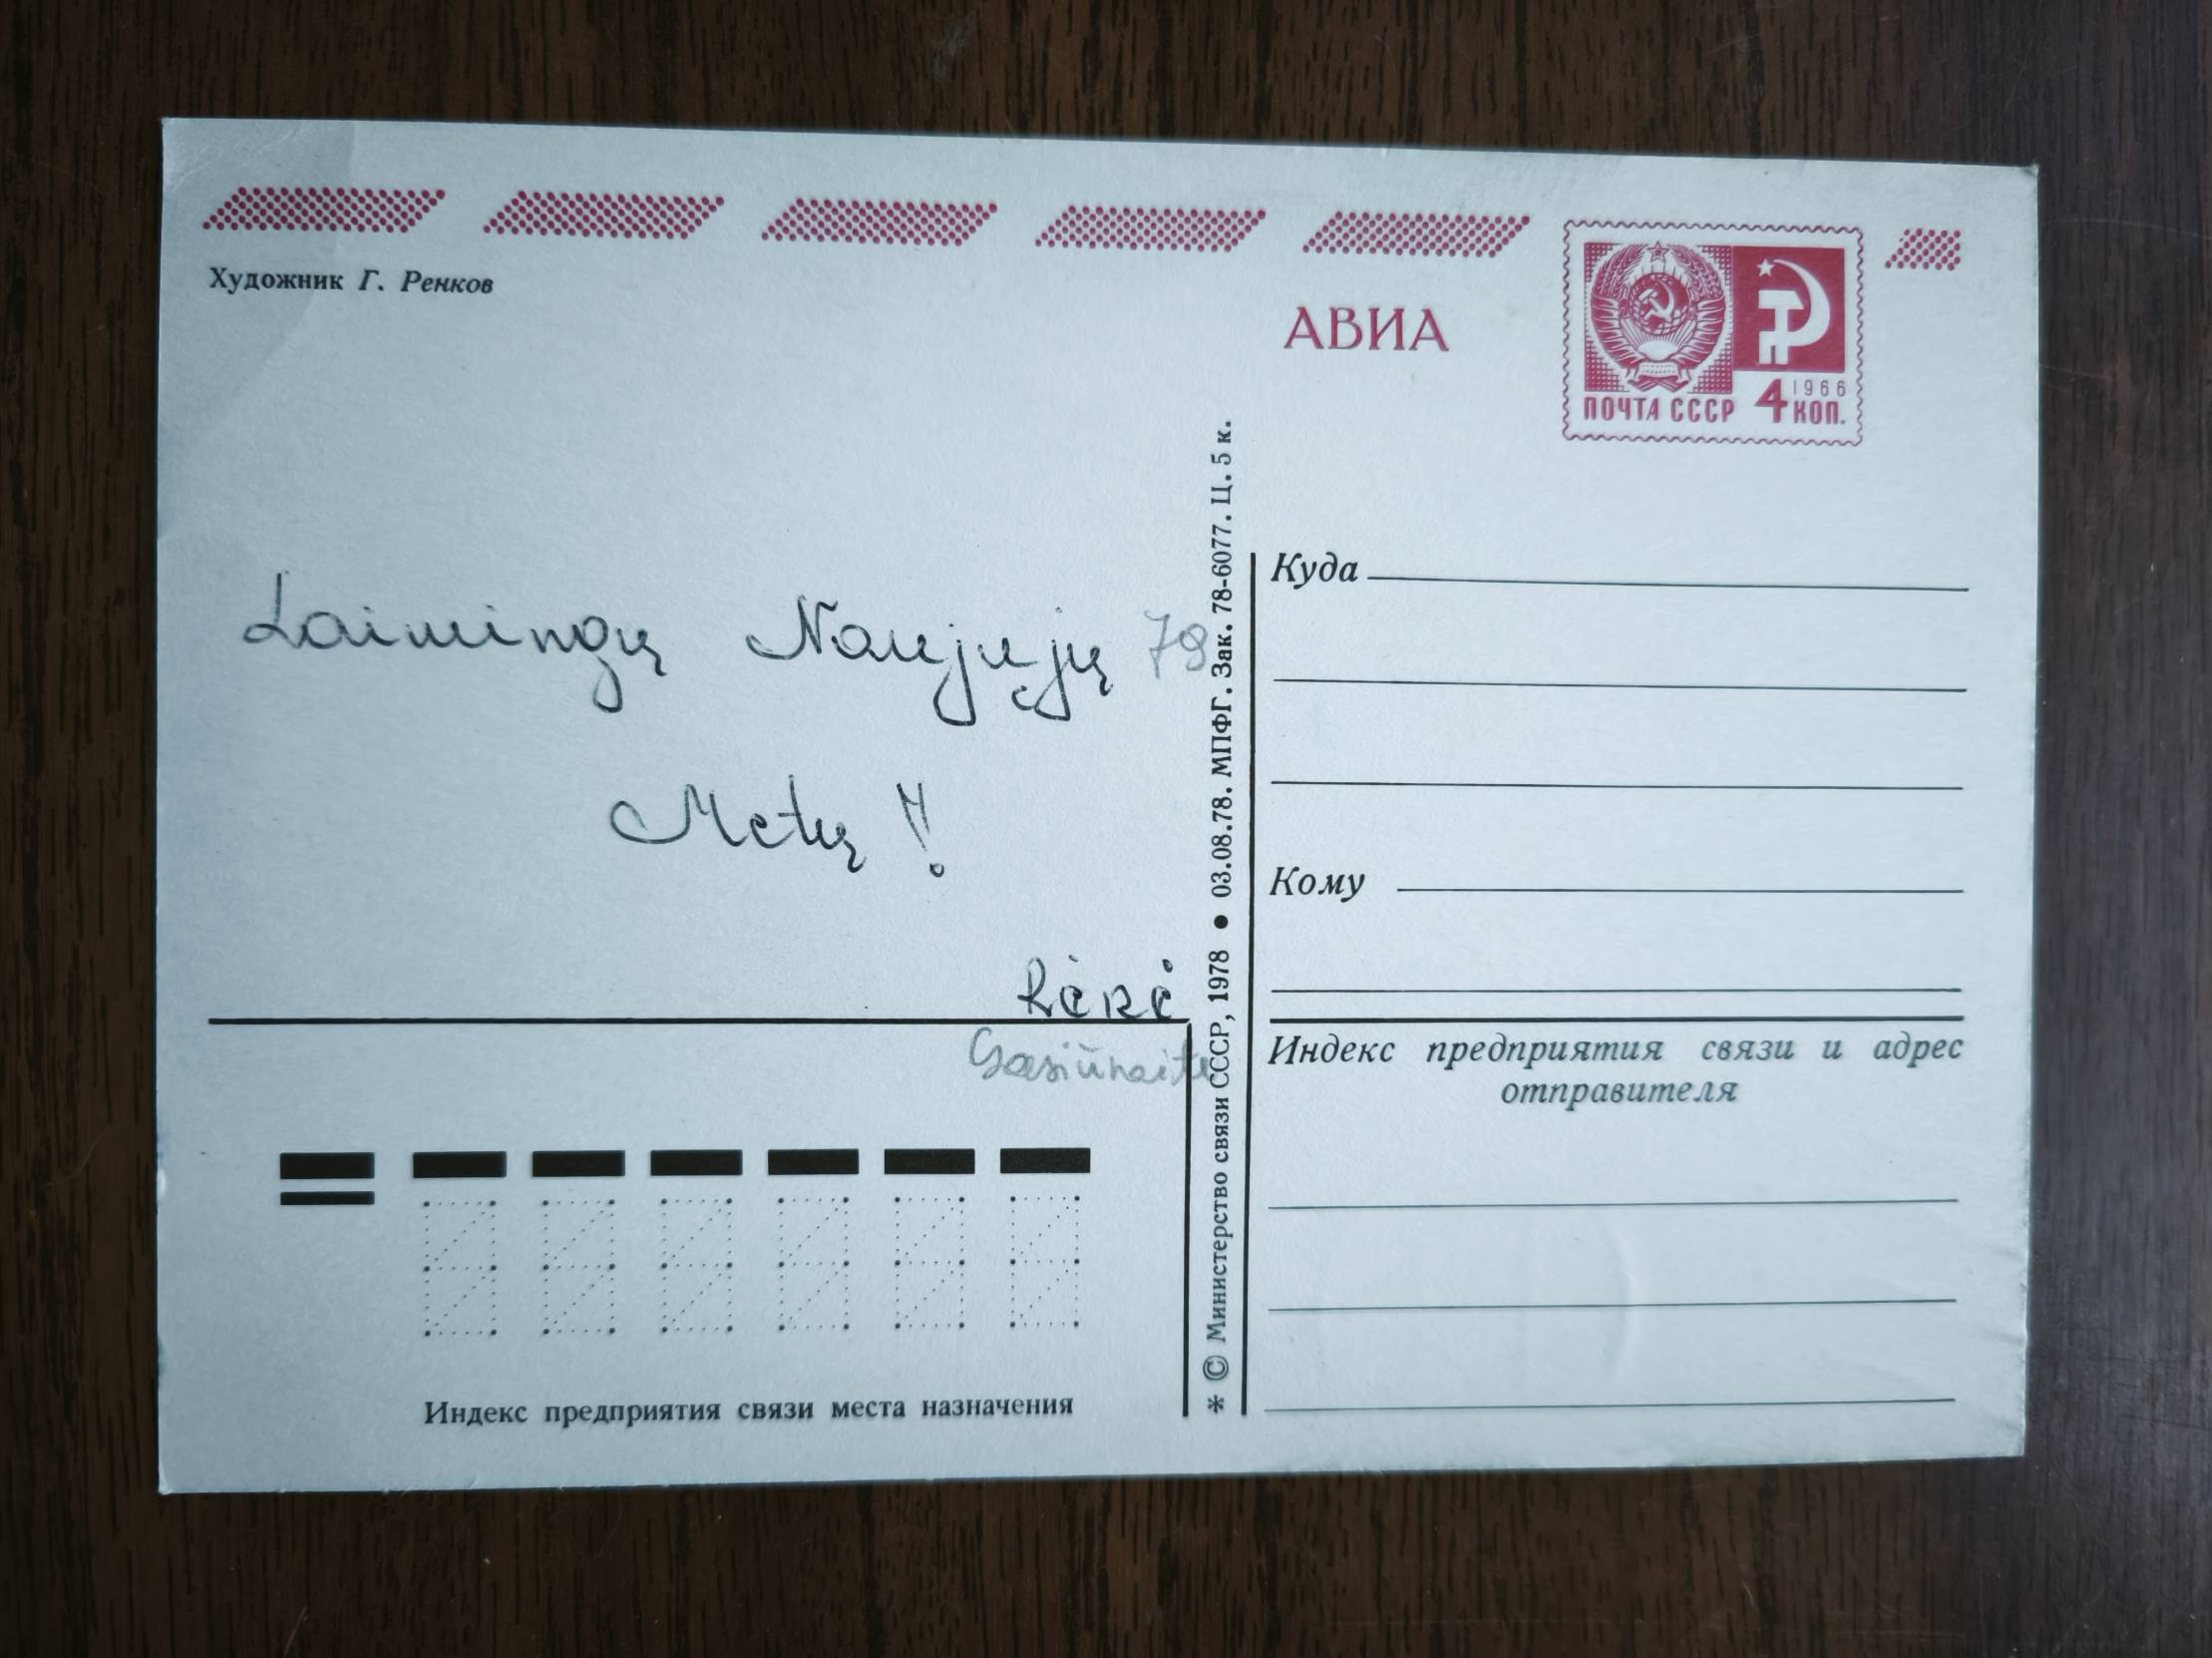 Художник Г. Ренков
АВИА
1966
ПОЧТА СССР 4 КОП.
Laimingų Naujųjų 79
Metų !
Rėkė
Gasiūnaitė
* © Министерство связи СССР, 1978 • 03.08.78. МПФГ. Зак. 78-6077. Ц. 5 к.
Куда
Кому
Индекс предприятия связи и адрес
отправителя
Индекс предприятия связи места назначения